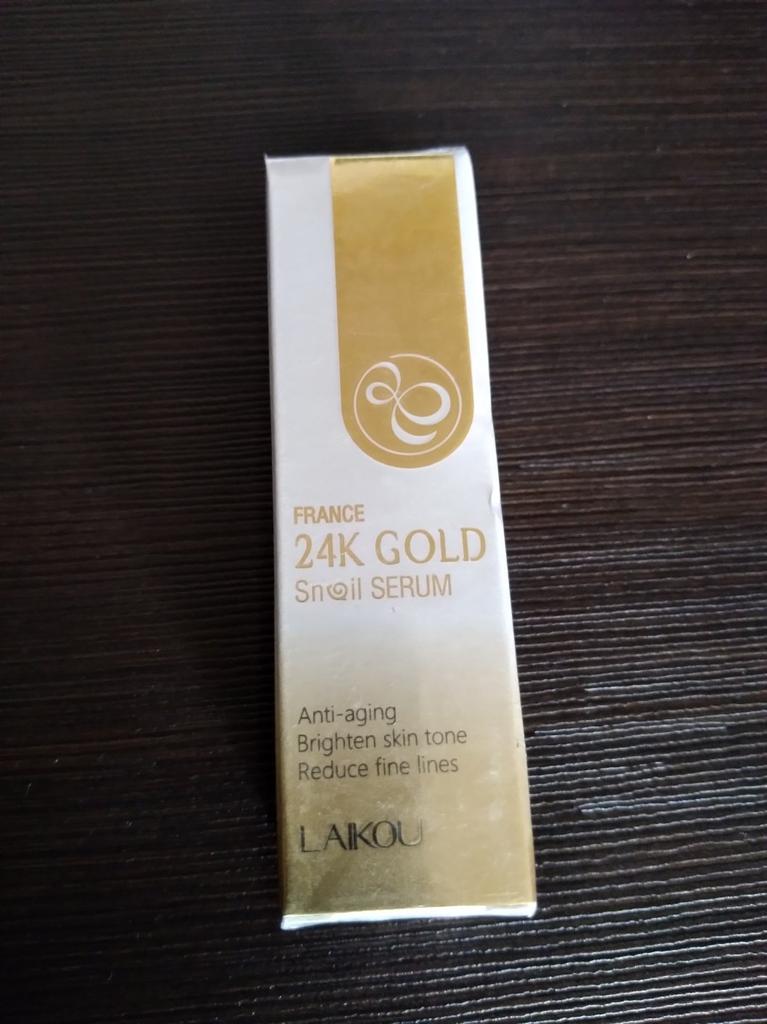 FRANCE
24K GOLD
Snail SERUM
Anti-aging
Brighten skin tone
Reduce fine lines
LAIKOU